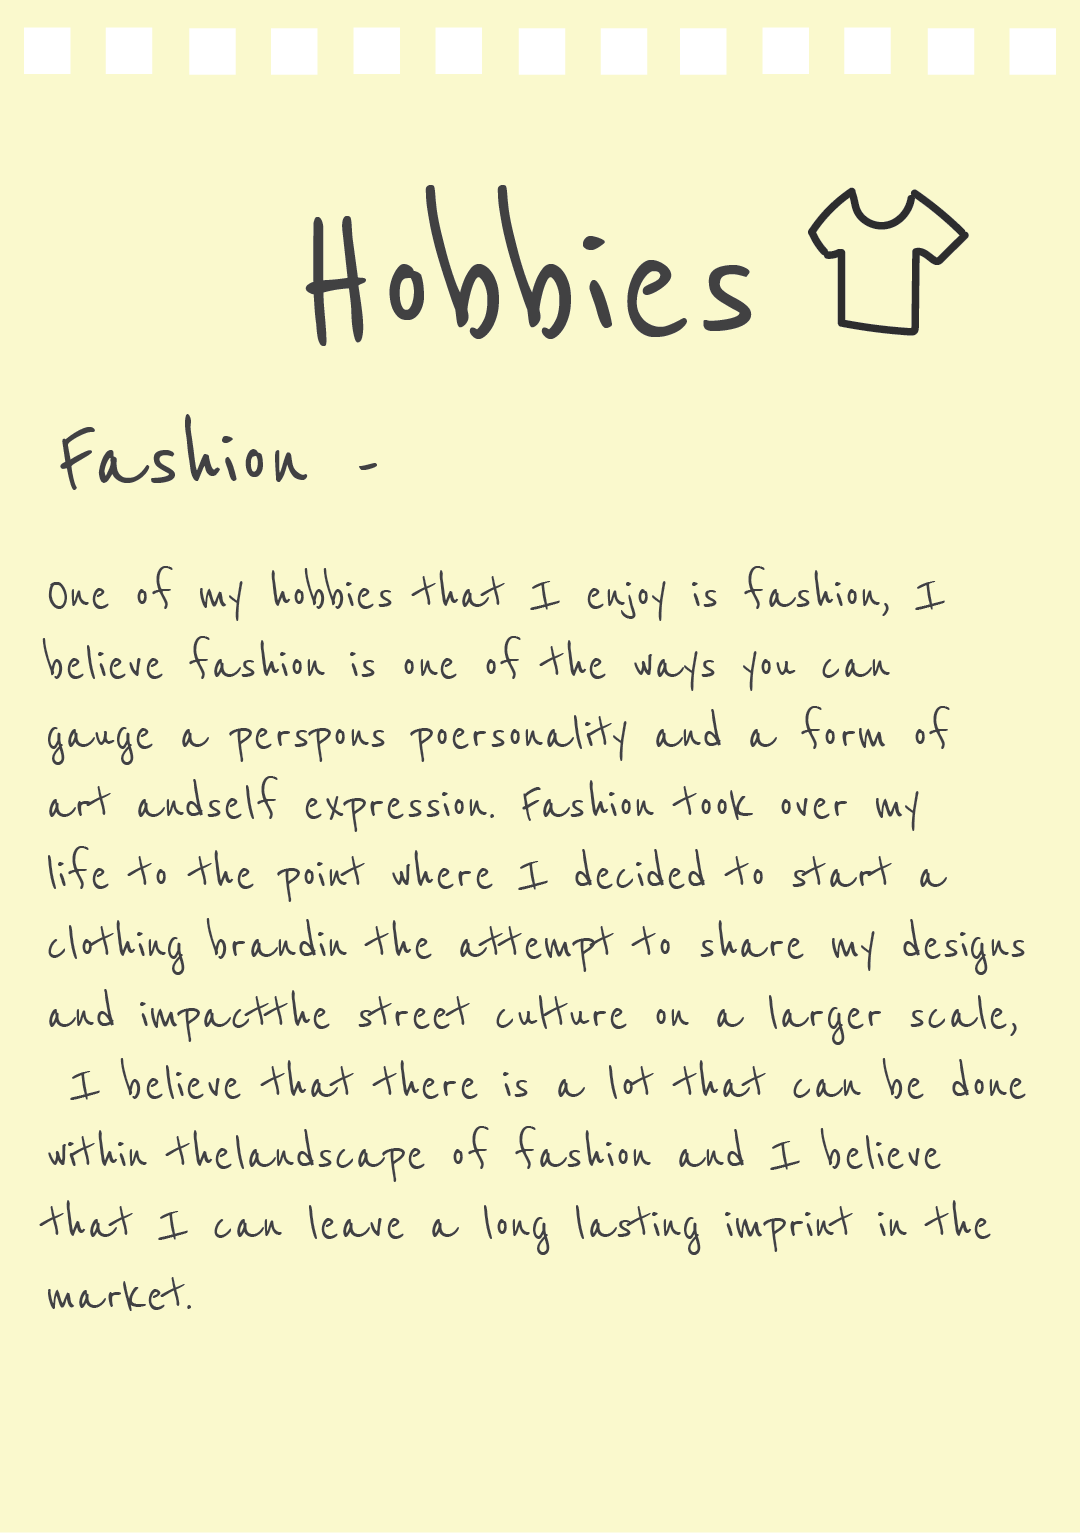 Hobbies
Fashion -
One of my hobbies that I enjoy is fashion, I
believe fashion is one of the ways you can
gauge a perspons poersonality and a form of
art andself expression. Fashion took over my
life to the point where I decided to start a
clothing brandin the attempt to share my designs
and impactthe street culture on a larger scale,
I believe that there is a lot that can be done
within thelandscape of fashion and I believe
that I can leave a long lasting imprint in the
market.